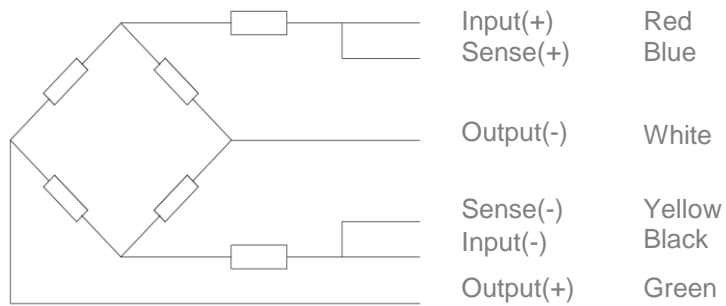 Input(+) Red
Sense(+) Blue
Output(-) White
Sense(-) Yellow
Input(-) Black
Output(+) Green